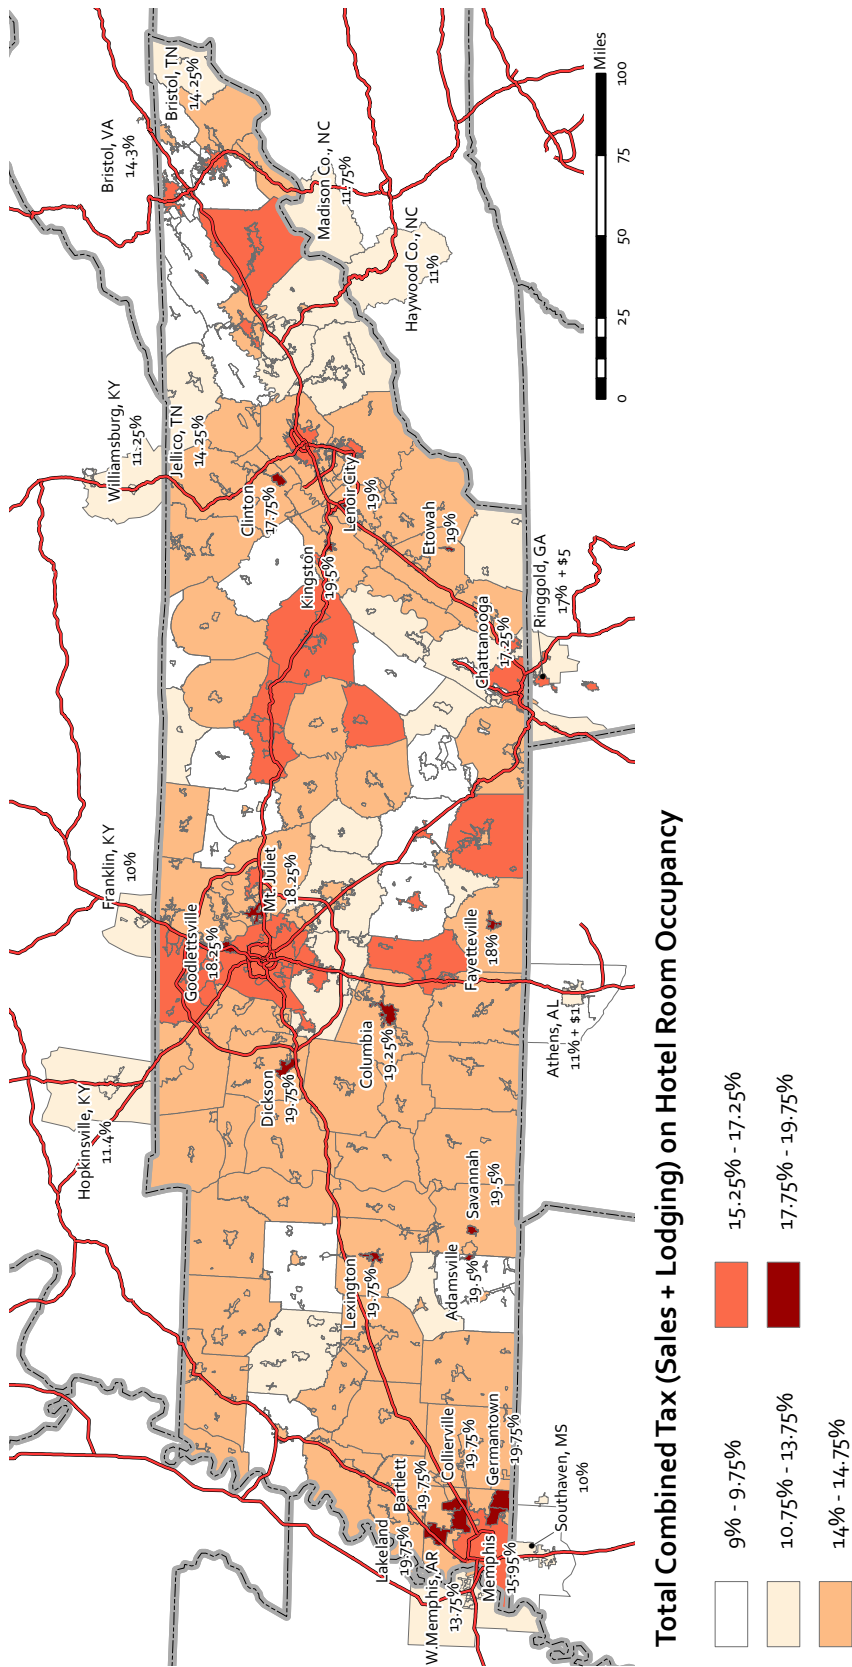 Bristol, TN
14.25%
Bristol, VA
14.3%
Madison Co., NC
11.75%
Haywood Co., NC
11%
Williamsburg, KY
11.25%
Jellico, TN
14.25%
Clinton
17.75%
Lenoir City
19%
Kingston
19.5%
Etowah
19%
Chattanooga
17.25%
Ringgold, GA
17% + $5
Franklin, KY
10%
Goodlettsville
18.25%
Mt. Juliet
18.25%
Fayetteville
18%
Columbia
19.25%
Athens, AL
11% + $1
Hopkinsville, KY
11.4%
Dickson
19.75%
Savannah
19.5%
Adamsville
19.5%
Lexington
19.75%
Bartlett
19.75%
Collierville
19.75%
Germantown
19.75%
Lakeland
19.75%
W.Memphis, AR
13.75%
Memphis
15.95%
Southaven, MS
10%
0 25 50 75 100
Miles
Total Combined Tax (Sales + Lodging) on Hotel Room Occupancy
9% - 9.75%
10.75% - 13.75%
14% - 14.75%
15.25% - 17.25%
17.75% - 19.75%